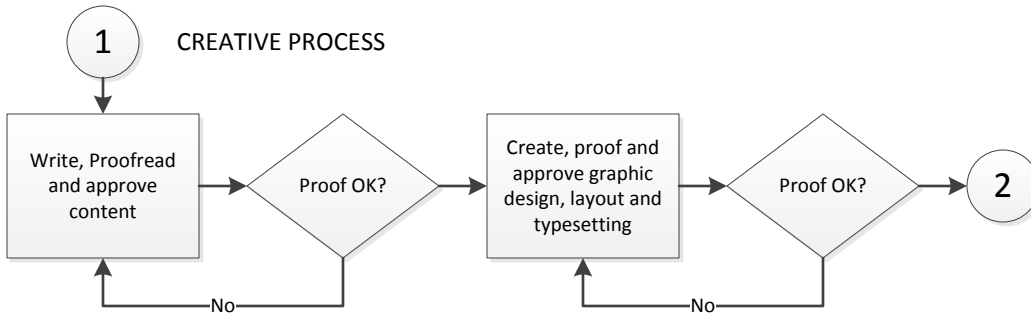 1
CREATIVE PROCESS
Write, Proofread
and approve
content
Proof OK?
No
Create, proof and
approve graphic
design, layout and
typesetting
Proof OK?
No
2